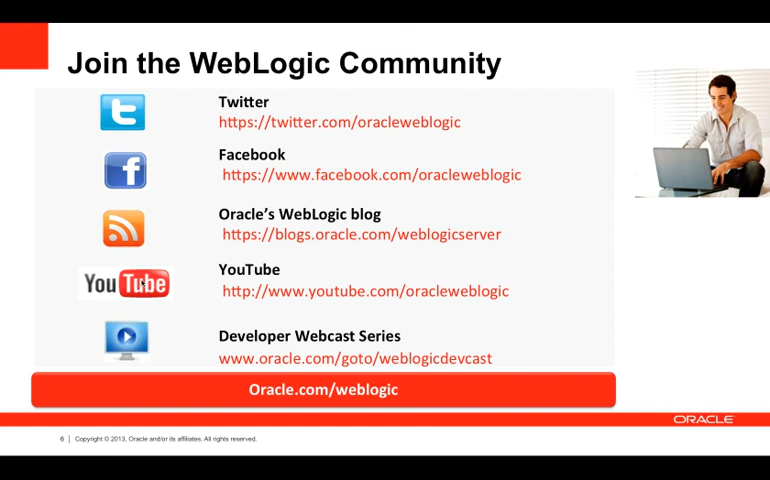 Join the WebLogic Community
Twitter
https://twitter.com/oracleweblogic
Facebook
https://www.facebook.com/oracleweblogic
Oracle's WebLogic blog
https://blogs.oracle.com/weblogicserver
YouTube
YouTube
http://www.youtube.com/oracleweblogic
Developer Webcast Series
www.oracle.com/goto/weblogicdevcast
Oracle.com/weblogic
ORACLE
6 | Copyright © 2013, Oracle and/or its affiliates. All rights reserved.